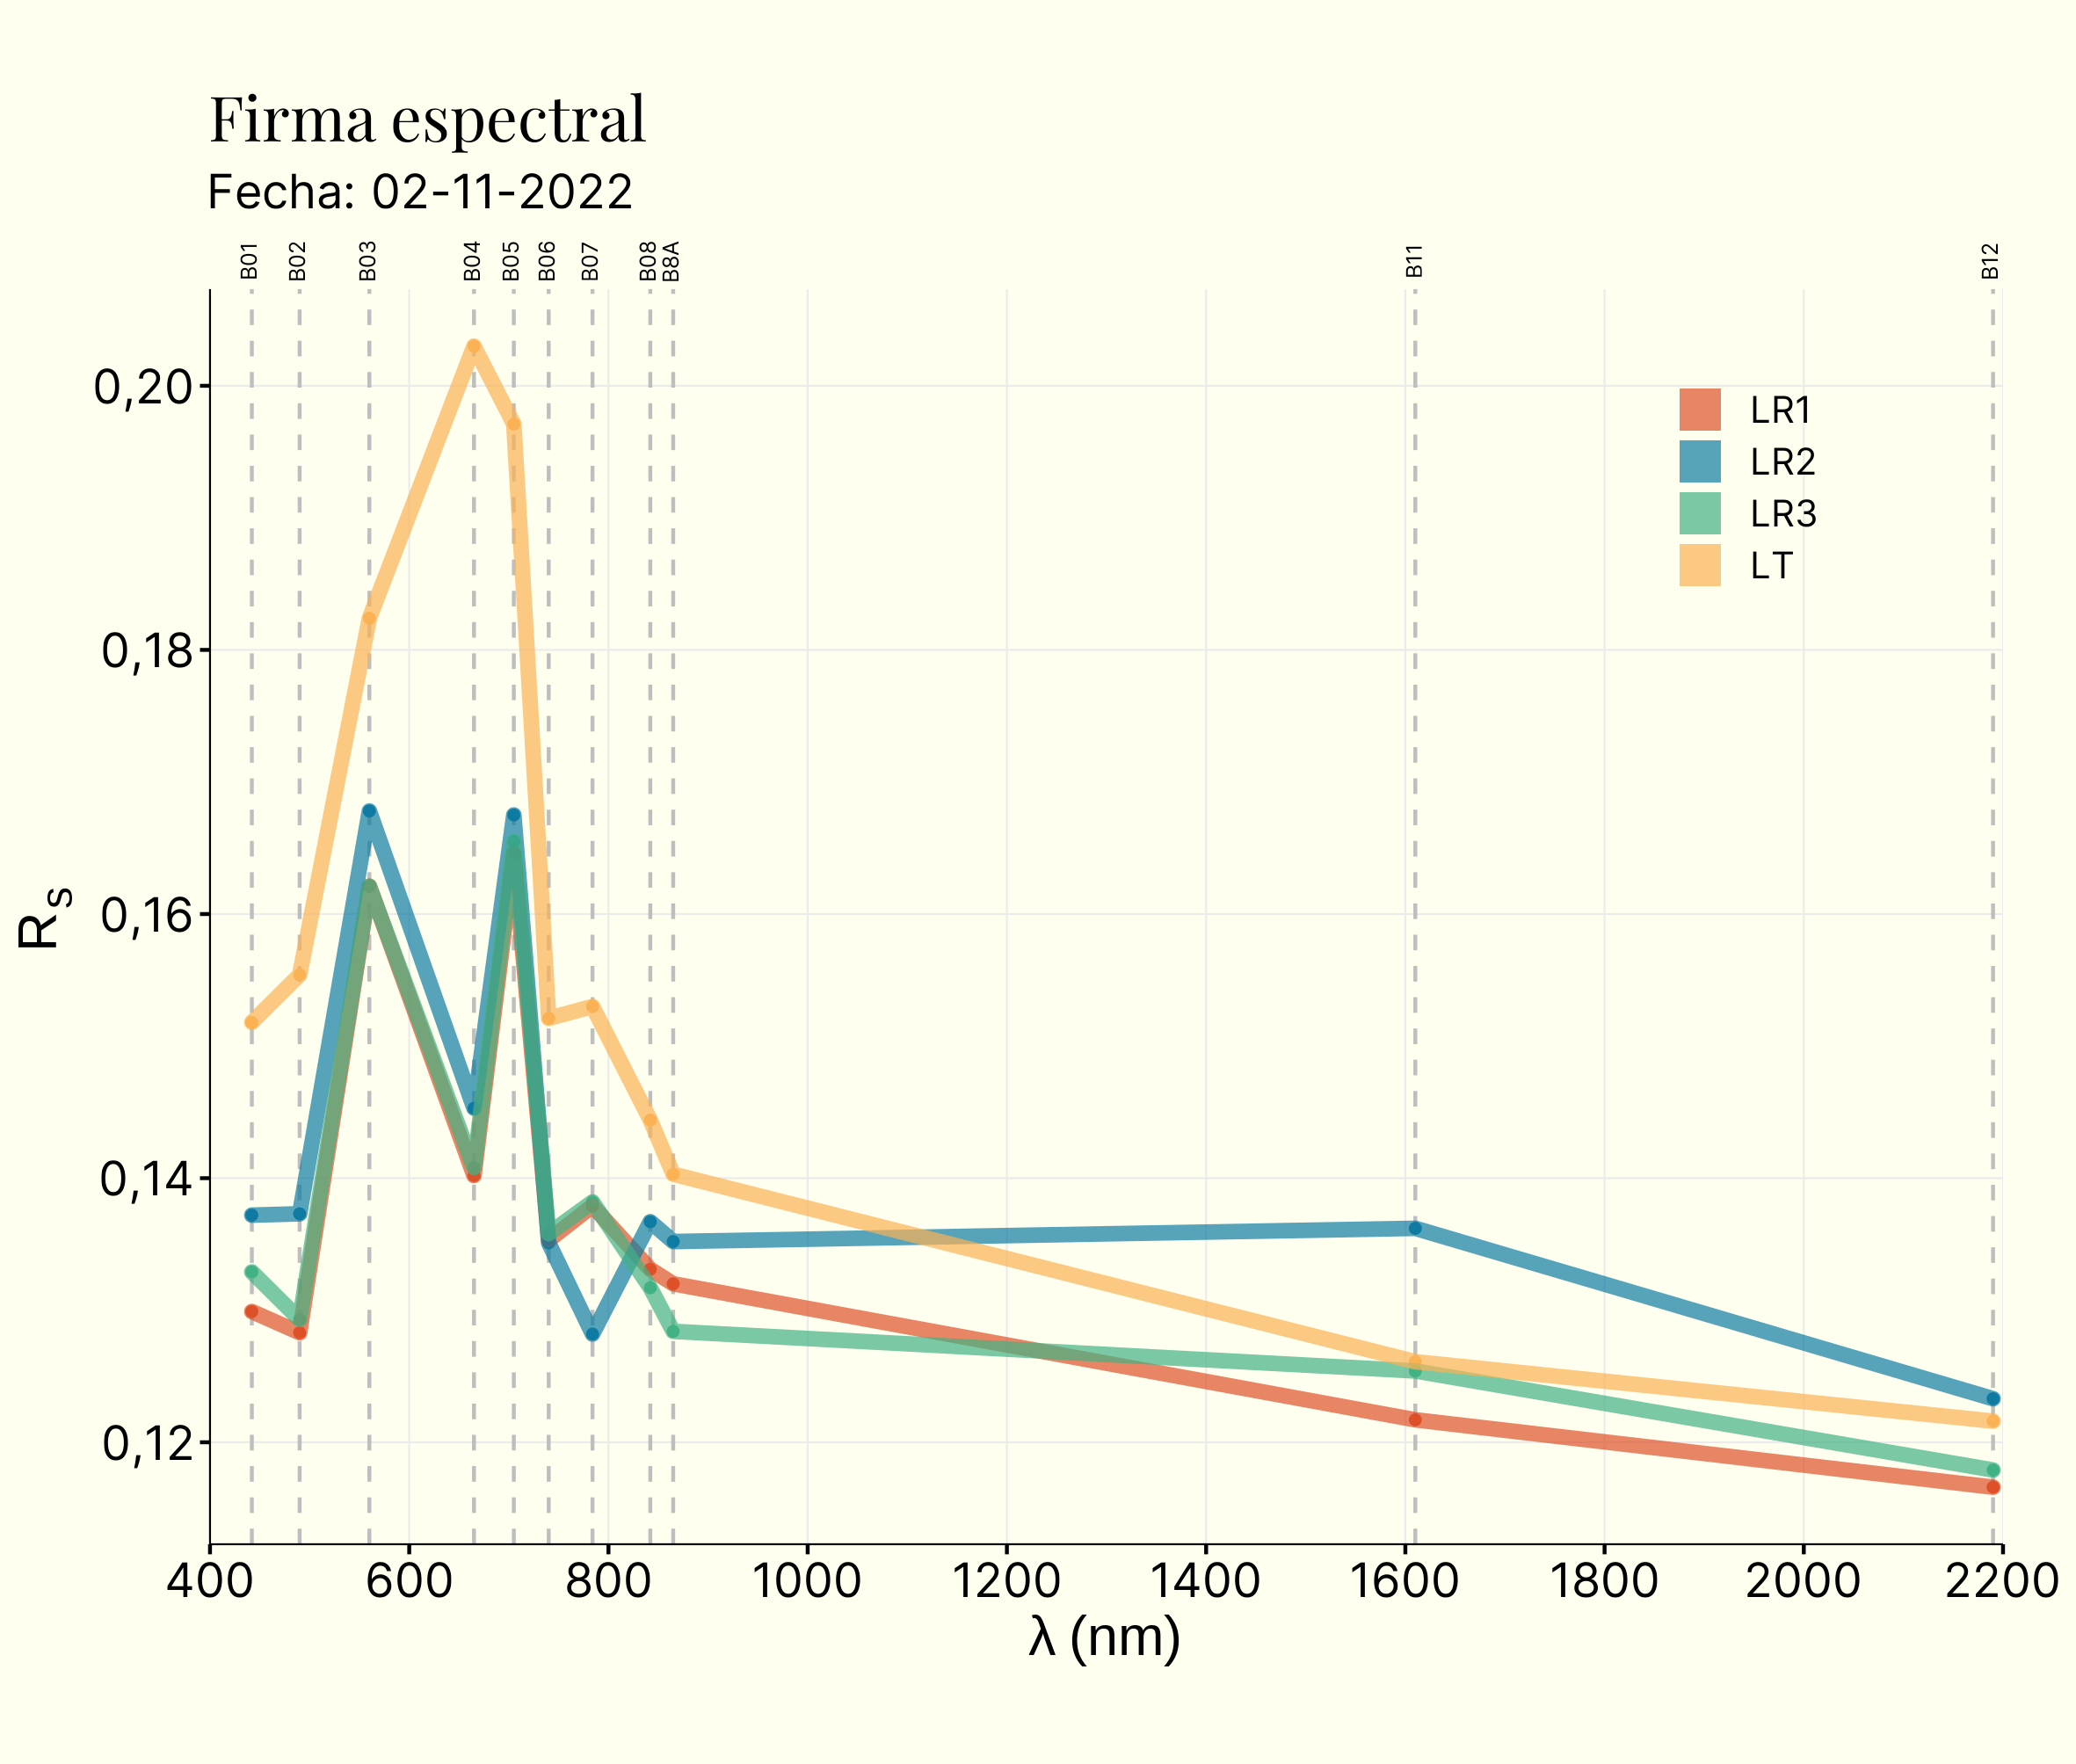 Firma espectral
Fecha: 02-11-2022
B01 B02 B03 B04 B05 B06 B07 B08 B8A B11 B12
0,20
0,18
0,16
0,14
0,12
Rs
LR1
LR2
LR3
LT
400 600 800 1000 1200 1400 1600 1800 2000 2200
λ (nm)